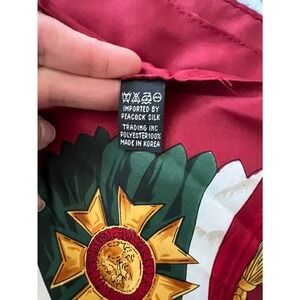 IMPORTED BY
PEACOCK SILK
TRADING INC
POLYESTER100%
MADE IN KOREA